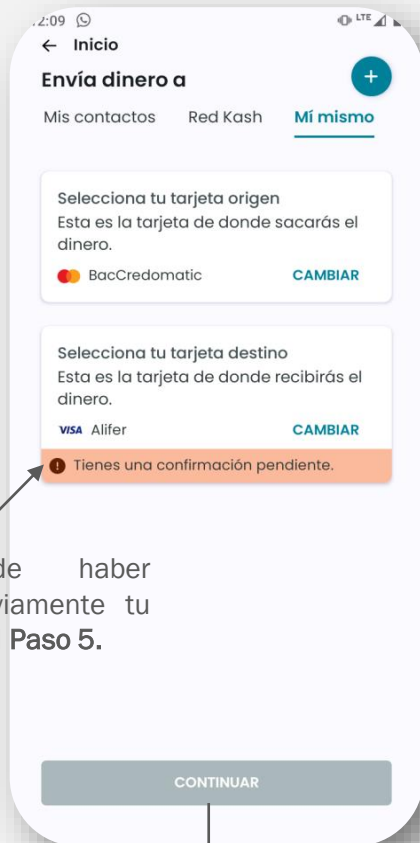 2:09 LTE
← Inicio
Envía dinero a
+
Mis contactos Red Kash Mí mismo
Selecciona tu tarjeta origen
Esta es la tarjeta de donde sacarás el
dinero.
BacCredomatic CAMBIAR
Selecciona tu tarjeta destino
Esta es la tarjeta de donde recibirás el
dinero.
VISA Alifer CAMBIAR
! Tienes una confirmación pendiente.
de haber
viamente tu
Paso 5.
CONTINUAR